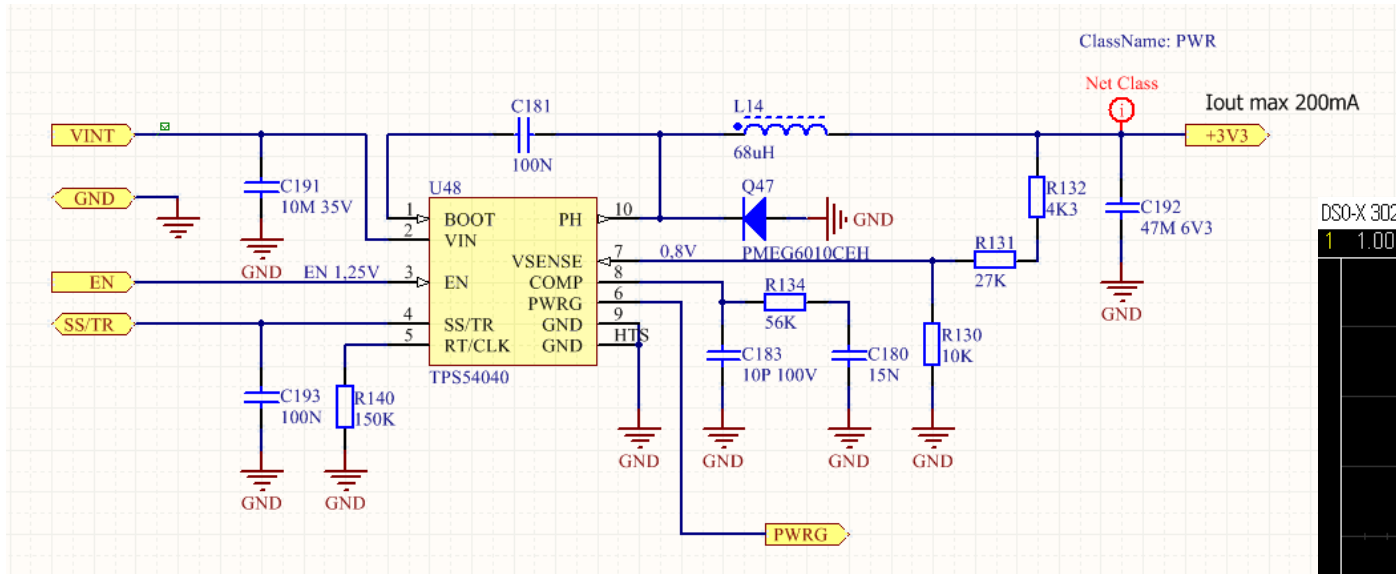 ClassName: PWR
Net Class
i
Iout max 200mA
VINT
C181
100N
L14
68uH
+3V3
C191
10M 35V
GND
GND
U48
1
BOOT
PH
10
2
VIN
Q47
PMEG6010CEH
GND
R132
4K3
C192
47M 6V3
GND
DSO-X 302
1 1.00
EN
EN 1,25V
3
EN
VSENSE
7
0,8V
R131
27K
COMP
8
R134
56K
PWRG
6
SS/TR
4
SS/TR
GND
9
5
RT/CLK
GND
HTS
TPS54040
C183
10P 100V
C180
15N
R130
10K
C193
100N
R140
150K
GND
GND
GND
GND
GND
GND
PWRG